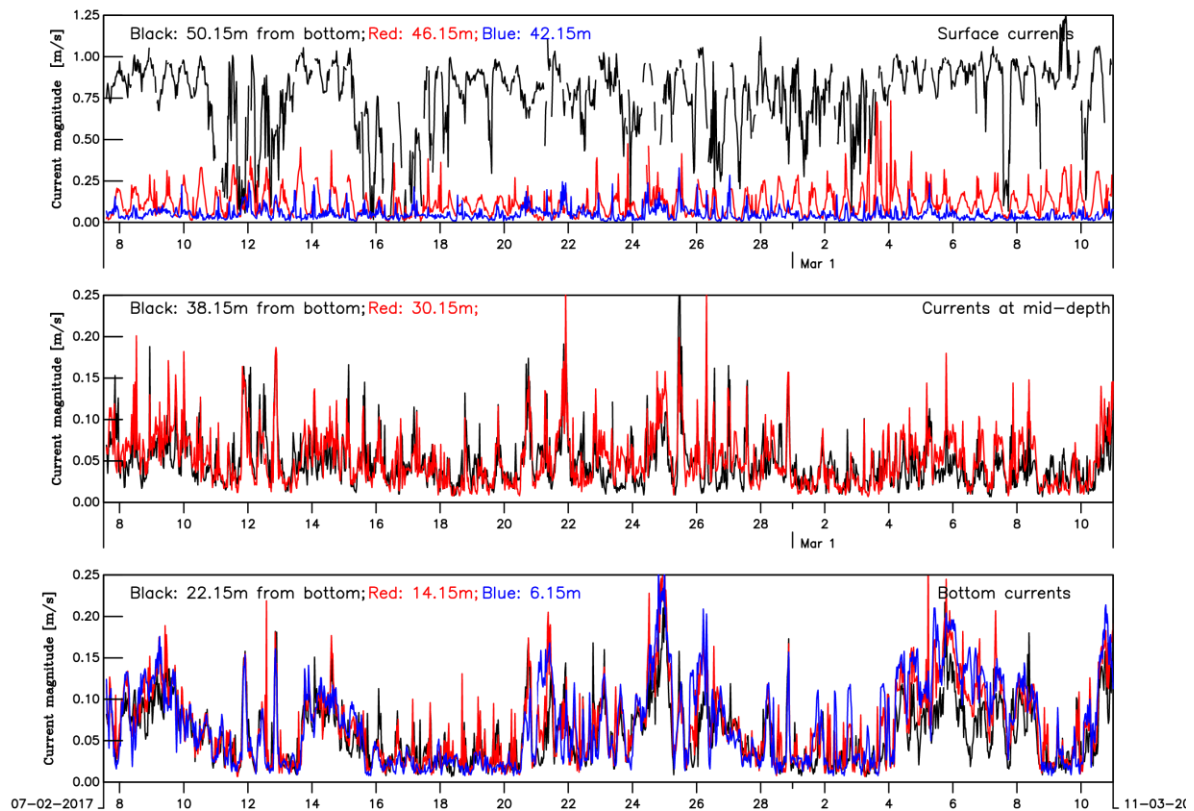 1.25
Black: 50.15m from bottom; Red: 46.15m; Blue: 42.15m
Surface currents
1.00
0.75
0.50
0.25
0.00
Current magnitude [m/s]
8 10 12 14 16 18 20 22 24 26 28 2 4 6 8 10
Mar 1
0.25
Black: 38.15m from bottom; Red: 30.15m;
Currents at mid-depth
0.20
0.15
0.10
0.05
0.00
Current magnitude [m/s]
8 10 12 14 16 18 20 22 24 26 28 2 4 6 8 10
Mar 1
0.25
Black: 22.15m from bottom; Red: 14.15m; Blue: 6.15m
Bottom currents
0.20
0.15
0.10
0.05
0.00
Current magnitude [m/s]
8 10 12 14 16 18 20 22 24 26 28 2 4 6 8 10
07-02-2017
11-03-20